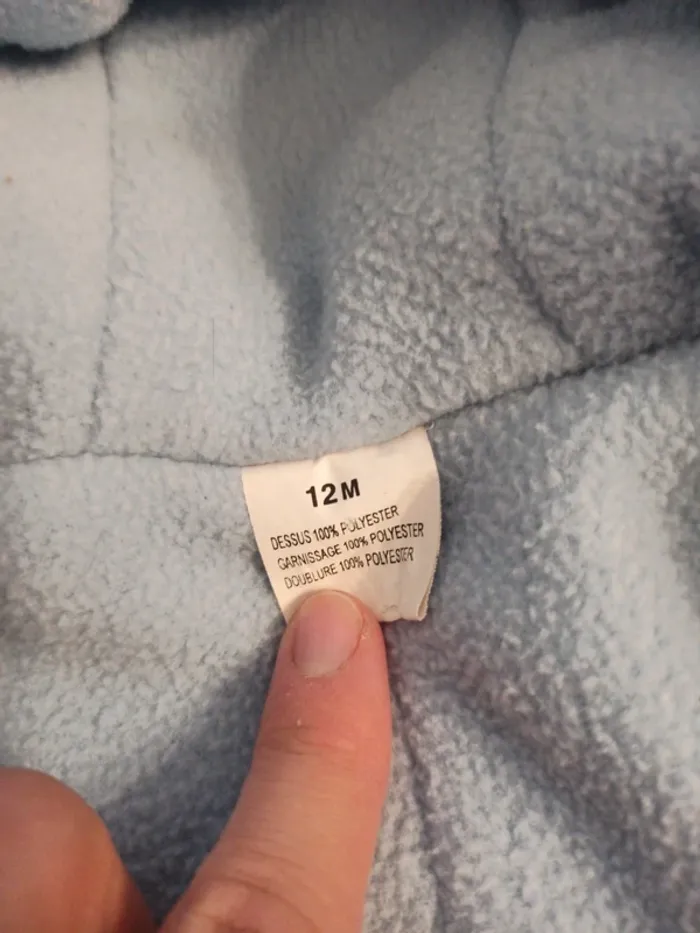 12M
DESSUS 100% POLYESTER
GARNISSAGE 100% POLYESTER
DOUBLURE 100% POLYESTER